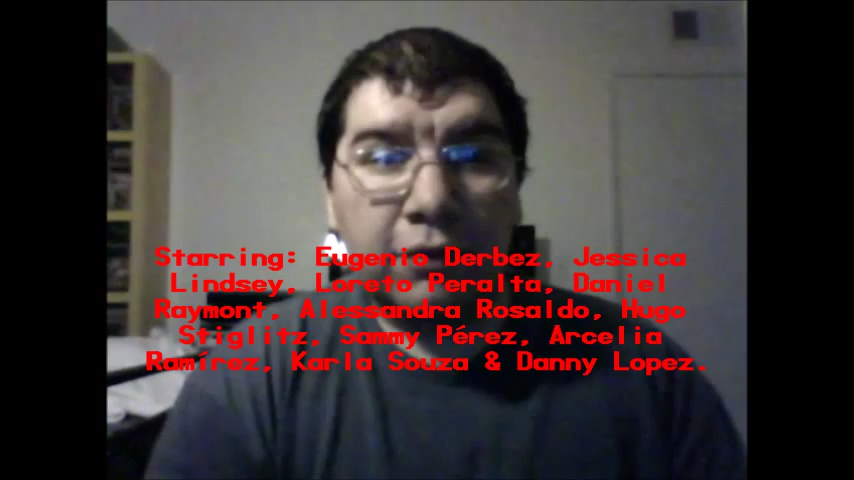 Starring: Eugenio Derbez, Jessica
Lindsey, Loreto Peralta, Daniel
Raymont, Alessandra Rosaldo, Hugo
Stiglitz, Sammy Pérez, Arcelia
Ramírez, Karla Souza & Danny Lopez.